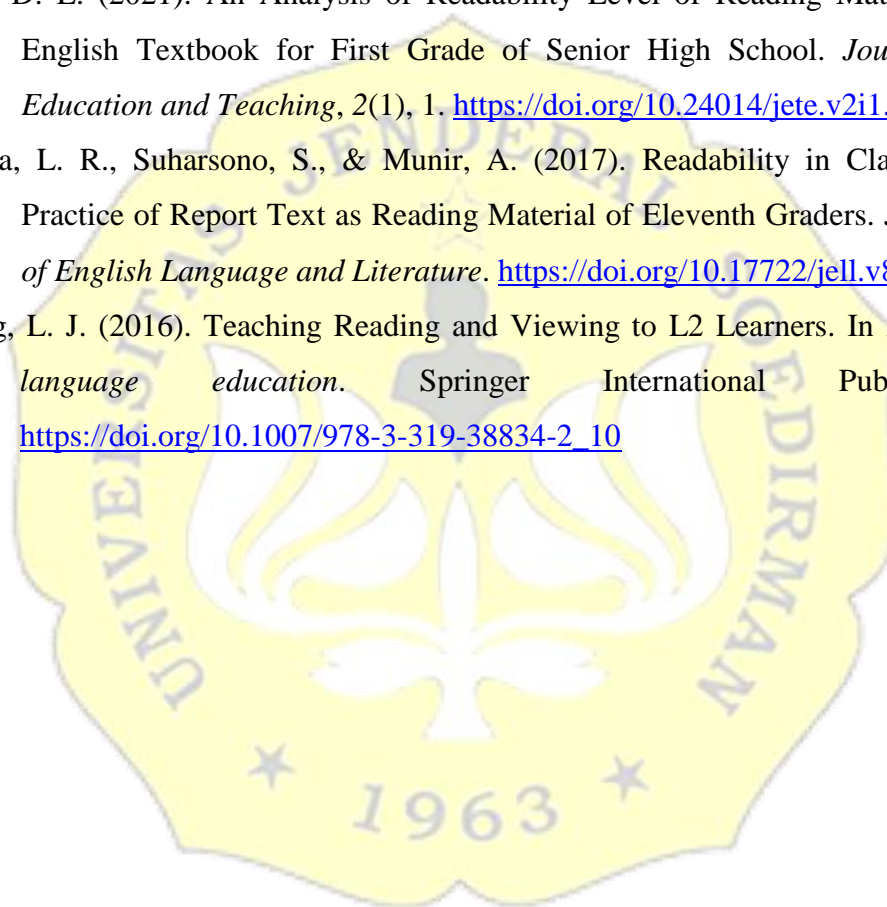 D. E. (2021). An Analysis of Readability Level of Reading
English Textbook for First Grade of Senior High School.
Education and Teaching, 2(1), 1. https://doi.org/10.24014/jete.v2i1.
L. R., Suharsono, S., & Munir, A. (2017). Readability in
Practice of Report Text as Reading Material of Eleventh Graders.
of English Language and Literature. https://doi.org/10.17722/jell.v8
L. J. (2016). Teaching Reading and Viewing to L2 Learners. In
language education. Springer International
https://doi.org/10.1007/978-3-319-38834-2_10
UNIVERSITAS JENDERAL SOEDIRMAN
1963